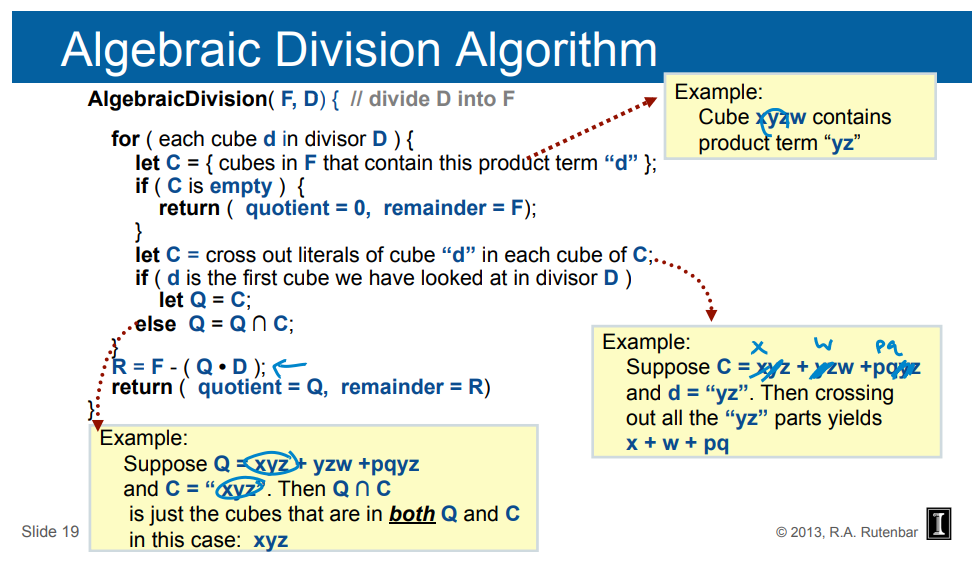 Algebraic Division Algorithm
AlgebraicDivision( F, D) { // divide D into F
for ( each cube d in divisor D ) {
let C = { cubes in F that contain this product term “d” };
if ( C is empty ) {
return ( quotient = 0, remainder = F);
}
let C = cross out literals of cube “d” in each cube of C;
if ( d is the first cube we have looked at in divisor D )
let Q = C;
else Q = Q ∩ C;
}
R = F - ( Q • D );
return ( quotient = Q, remainder = R)
}
Example:
Cube xyzw contains
product term “yz”
x w pq
Example:
Suppose C = xyz + yzw +pqyz
and d = “yz”. Then crossing
out all the “yz” parts yields
x + w + pq
Example:
Suppose Q = xyz + yzw +pqyz
and C = “xyz”. Then Q ∩ C
is just the cubes that are in both Q and C
in this case: xyz
Slide 19
© 2013, R.A. Rutenbar
I